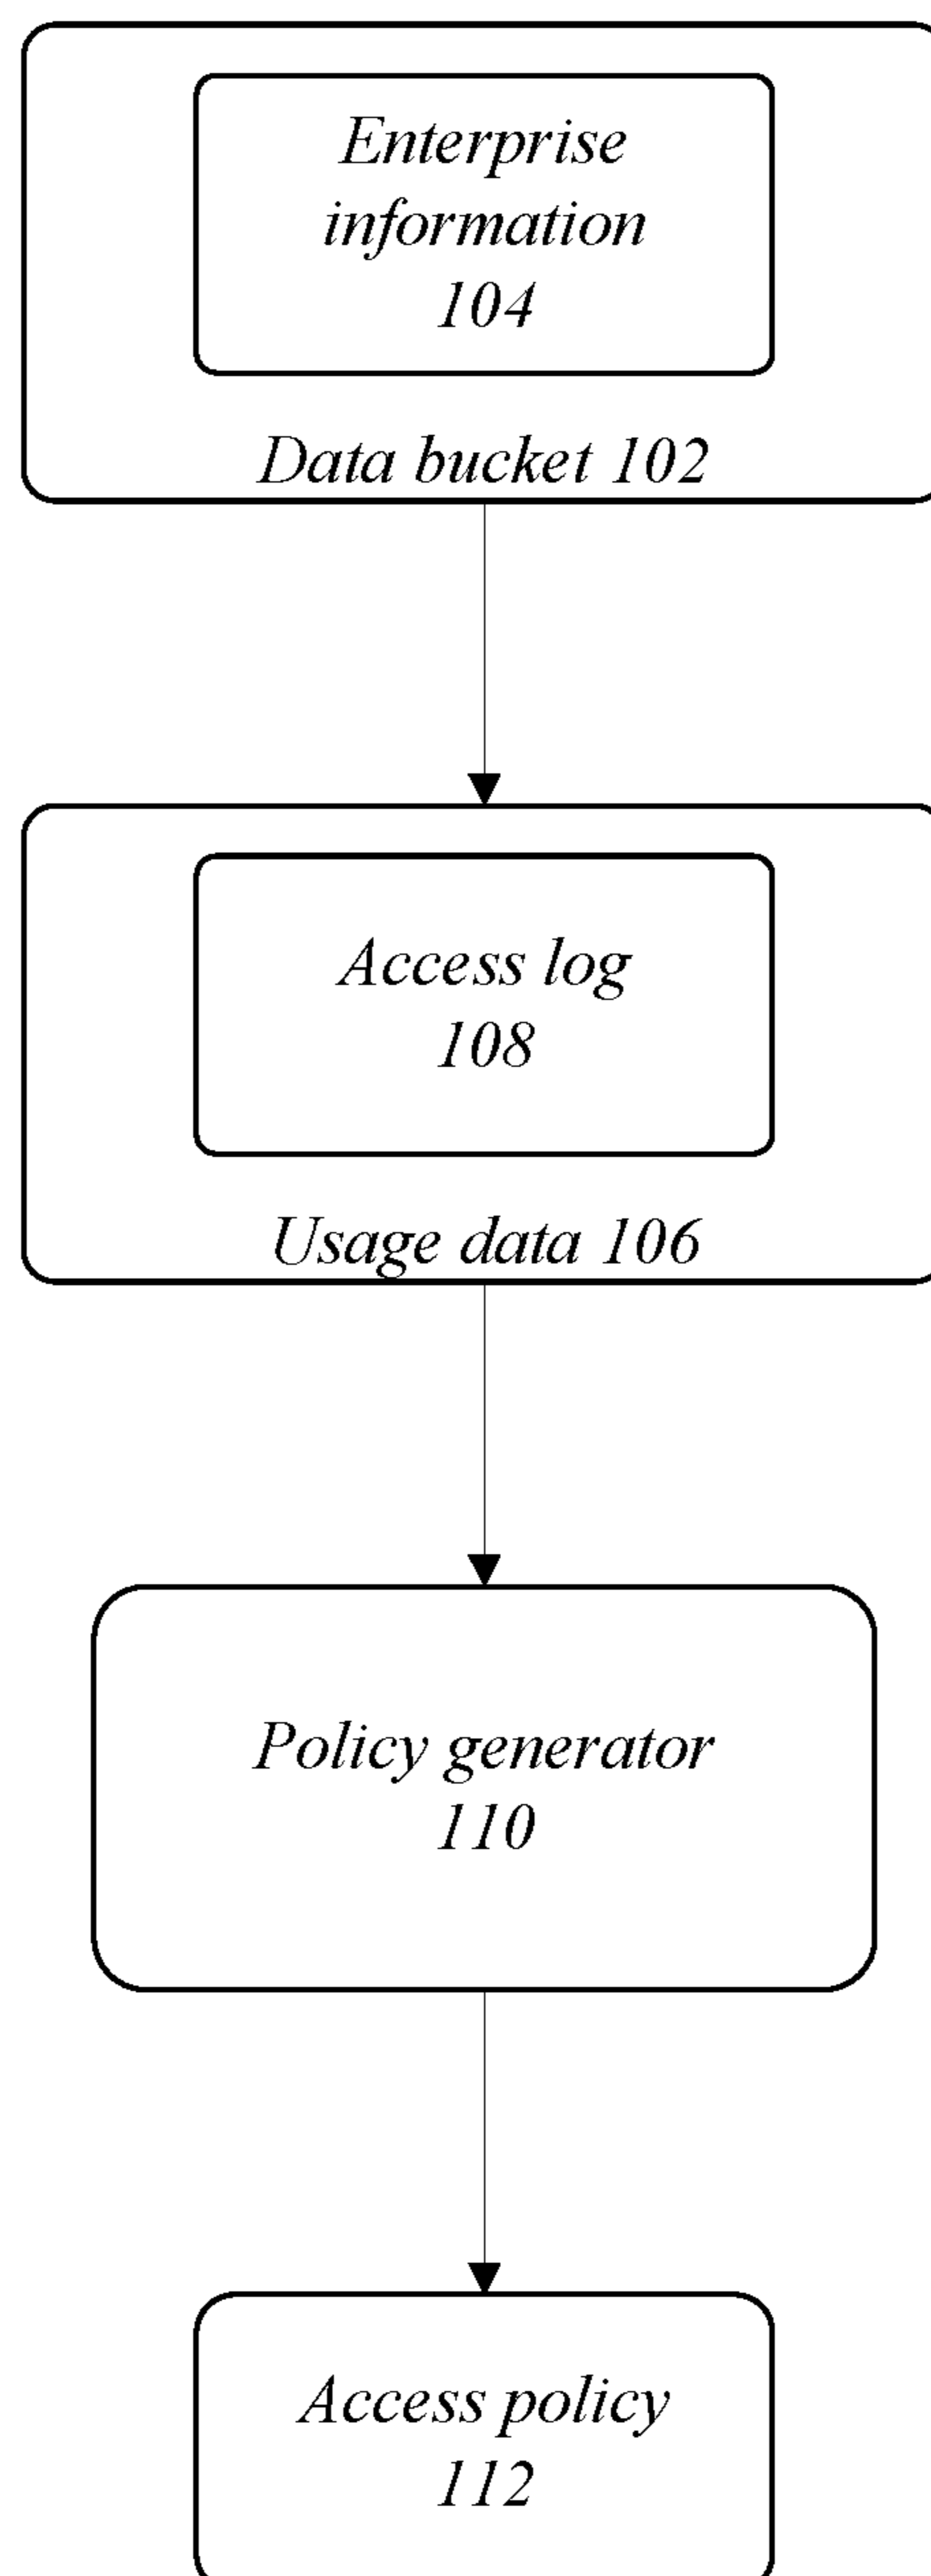 Enterprise
information
104
Data bucket 102
Access log
108
Usage data 106
Policy generator
110
Access policy
112